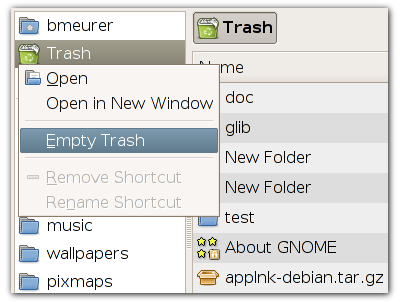 bmeurer
Trash
Open
Open in New Window
Empty Trash
Remove Shortcut
Rename Shortcut
music
wallpapers
pixmaps
Trash
Name
doc
glib
New Folder
New Folder
test
About GNOME
applnk-debian.tar.gz